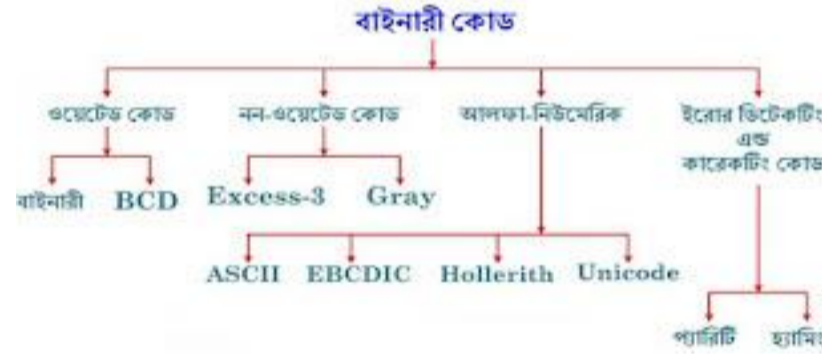 বাইনারী কোড
ওয়েটেড কোড নন-ওয়েটেড কোড আলফা-নিউমেরিক ইরোর ডিটেকটিং
এন্ড
কারেকটিং কোড
বাইনারী BCD Excess-3 Gray
ASCII EBCDIC Hollerith Unicode
প্যারিটি হ্যামিং